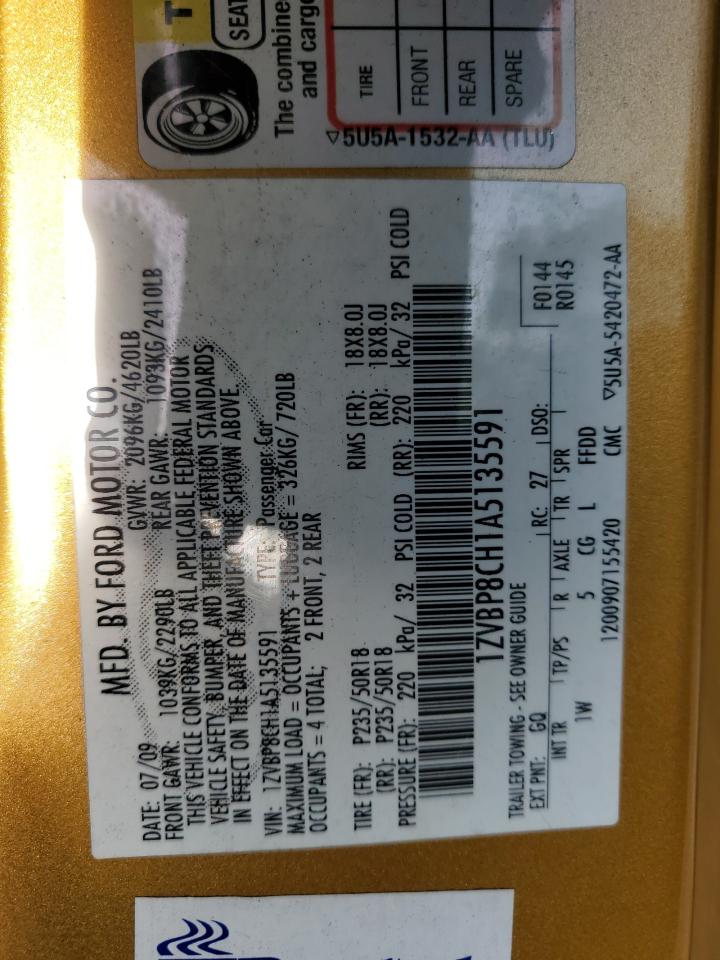 MFD. BY FORD MOTOR CO.
DATE: 07/09 GVWR: 2096KG/4620LB
FRONT GAWR: 1039KG/2290LB REAR GAWR: 1093KG/2410LB
THIS VEHICLE CONFORMS TO ALL APPLICABLE FEDERAL MOTOR
VEHICLE SAFETY, BUMPER, AND THEFT PREVENTION STANDARDS
IN EFFECT ON THE DATE OF MANUFACTURE SHOWN ABOVE
VIN: 1ZVBP8CH1A5135591 TYPE: Passenger Car
MAXIMUM LOAD = OCCUPANTS + LUGGAGE = 326KG/ 720LB
OCCUPANTS = 4 TOTAL; 2 FRONT, 2 REAR
TIRE (FR): P235/50R18 RIMS (FR): 18X8.0J
(RR): P235/50R18 (RR): 18X8.0J
PRESSURE (FR): 220 kPa/ 32 PSI COLD (RR): 220 kPa/ 32 PSI COLD
1ZVBP8CH1A5135591
TRAILER TOWING - SEE OWNER GUIDE F0144
EXT PNT: GQ RC: 27 DSO: R0145
INT TR TP/PS R AXLE TR SPR
1W 5 CG L FFDD
1200907155420 CMC ▽5U5A-5420472-AA
T
SEAT
The combine
and cargo
TIRE
FRONT
REAR
SPARE
▽5U5A-1532-AA (TLU)